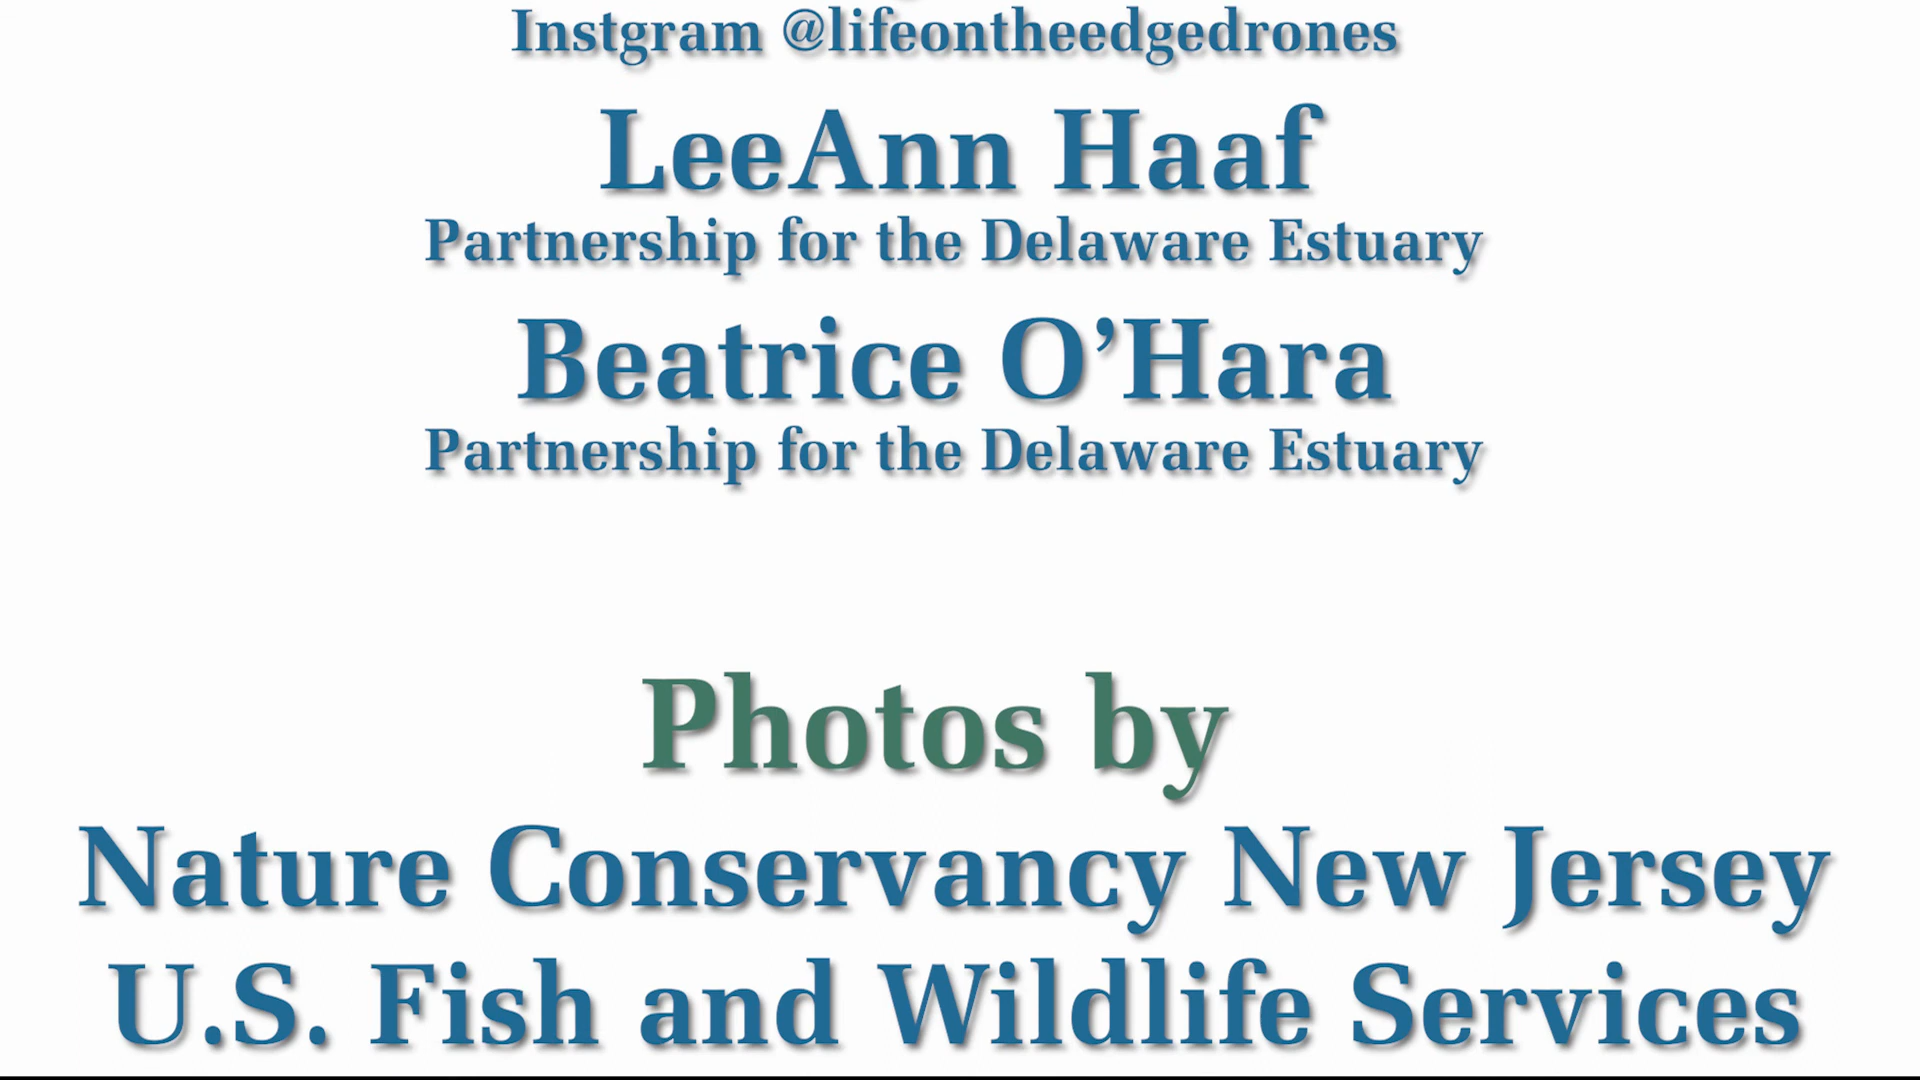 Instgram @lifeontheedgedrones
LeeAnn Haaf
Partnership for the Delaware Estuary
Beatrice O’Hara
Partnership for the Delaware Estuary
Photos by
Nature Conservancy New Jersey
U.S. Fish and Wildlife Services